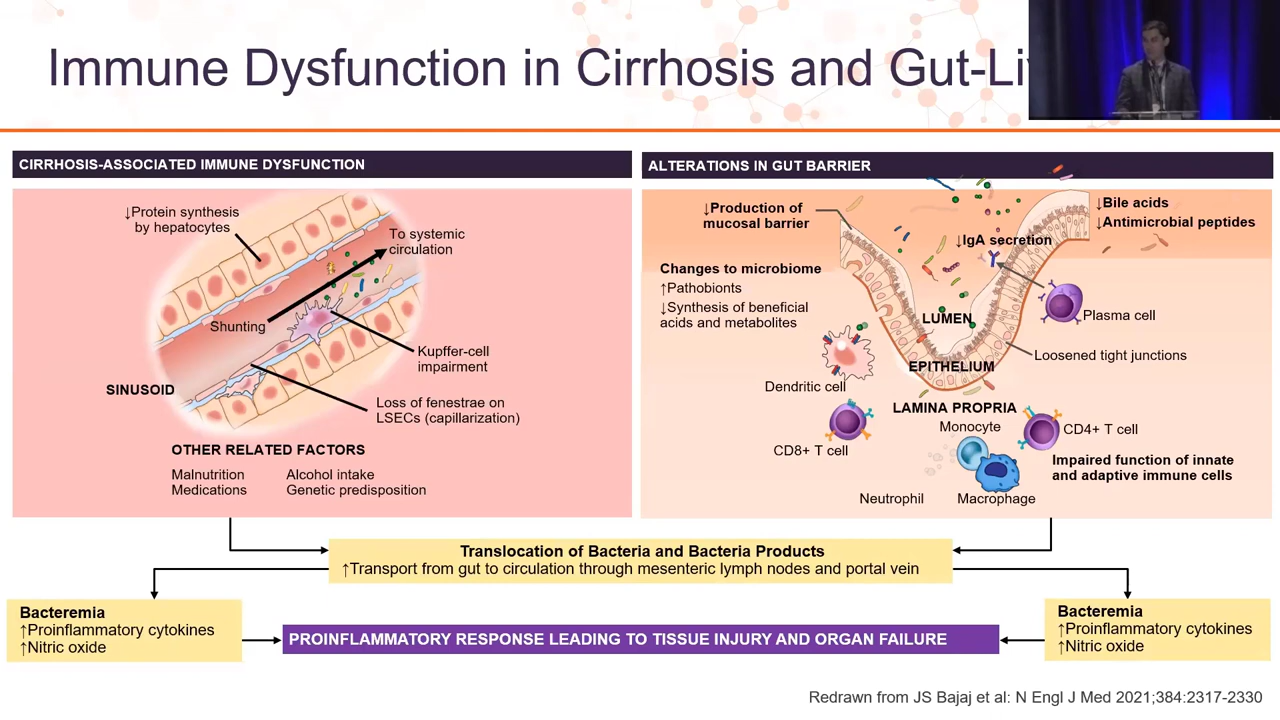 Immune Dysfunction in Cirrhosis and
CIRRHOSIS-ASSOCIATED IMMUNE DYSFUNCTION
↓Protein synthesis
by hepatocytes
To systemic
circulation
Shunting
Kupffer-cell
impairment
SINUSOID
Loss of fenestrae on
LSECs (capillarization)
OTHER RELATED FACTORS
Malnutrition
Medications
Alcohol intake
Genetic predisposition
ALTERATIONS IN GUT BARRIER
↓Production of
mucosal barrier
↓Bile acids
↓Antimicrobial peptides
↓IgA secretion
Changes to microbiome
↑Pathobionts
↓Synthesis of beneficial
acids and metabolites
LUMEN
Plasma cell
Loosened tight junctions
EPITHELIUM
Dendritic cell
LAMINA PROPRIA
Monocyte
CD4+ T cell
CD8+ T cell
Impaired function of innate
and adaptive immune cells
Neutrophil
Macrophage
Translocation of Bacteria and Bacteria Products
↑Transport from gut to circulation through mesenteric lymph nodes and portal vein
Bacteremia
↑Proinflammatory cytokines
↑Nitric oxide
PROINFLAMMATORY RESPONSE LEADING TO TISSUE INJURY AND ORGAN FAILURE
Bacteremia
↑Proinflammatory cytokines
↑Nitric oxide
Redrawn from JS Bajaj et al: N Engl J Med 2021;384:2317-2330